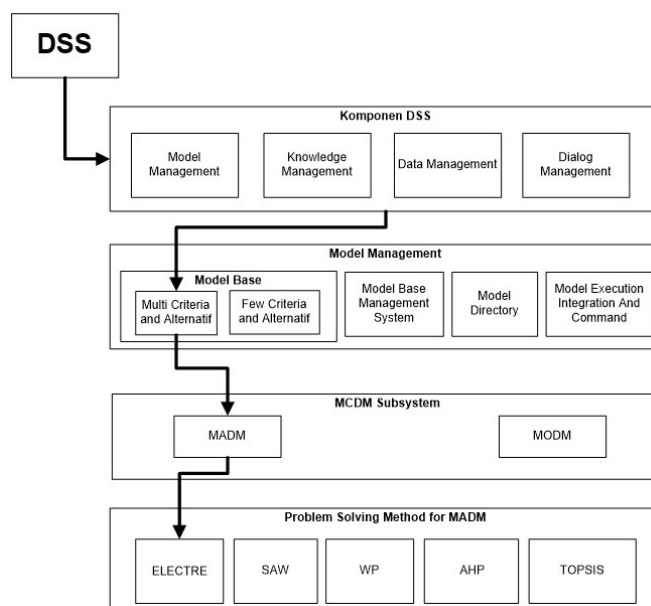 DSS
Komponen DSS
Model
Management
Knowledge
Management
Data Management
Dialog
Management
Model Management
Model Base
Multi Criteria
and Alternatif
Few Criteria
and Alternatif
Model Base
Management
System
Model
Directory
Model Execution
Integration And
Command
MCDM Subsystem
MADM
MODM
Problem Solving Method for MADM
ELECTRE
SAW
WP
AHP
TOPSIS